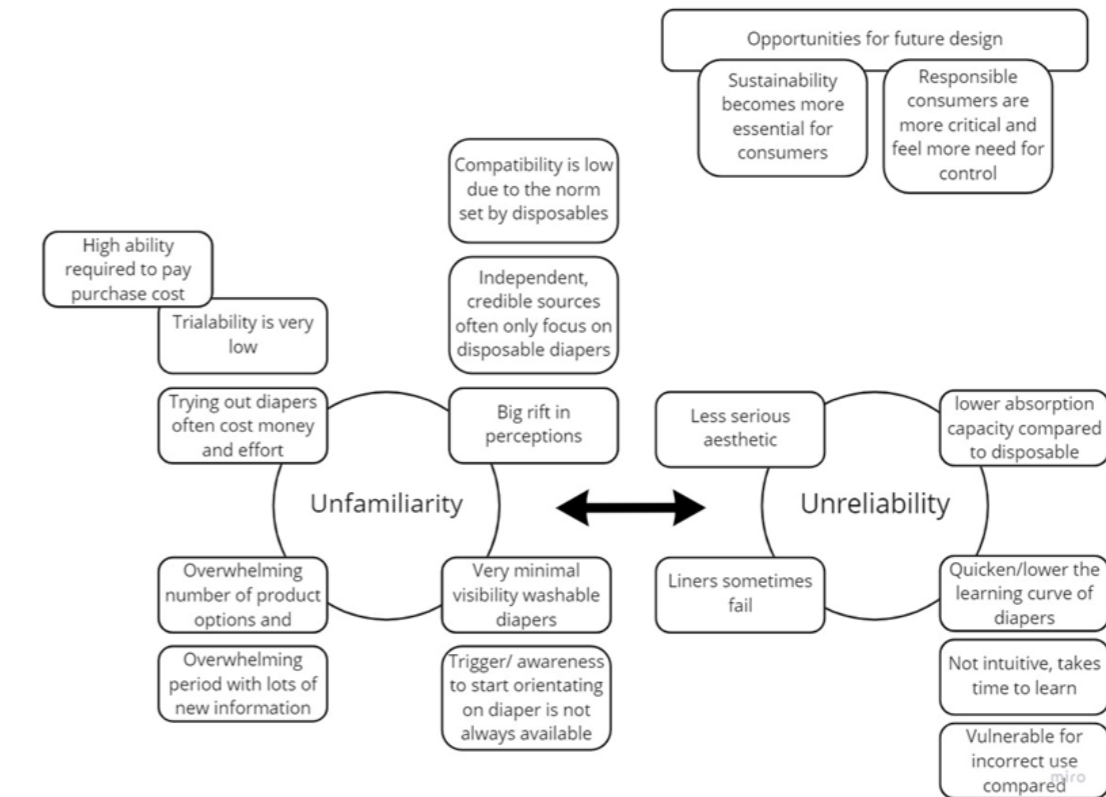 Opportunities for future design
Sustainability
becomes more
essential for
consumers
Responsible
consumers are
more critical and
feel more need for
control
Compatibility is low
due to the norm
set by disposables
High ability
required to pay
purchase cost
Independent,
credible sources
often only focus on
disposable diapers
Trialability is very
low
Trying out diapers
often cost money
and effort
Big rift in
perceptions
Less serious
aesthetic
lower absorption
capacity compared
to disposable
Unfamiliarity
Unreliability
Overwhelming
number of product
options and
Very minimal
visibility washable
diapers
Liners sometimes
fail
Quicken/lower the
learning curve of
diapers
Overwhelming
period with lots of
new information
Trigger/ awareness
to start orientating
on diaper is not
always available
Not intuitive, takes
time to learn
Vulnerable for
incorrect use
compared
miro